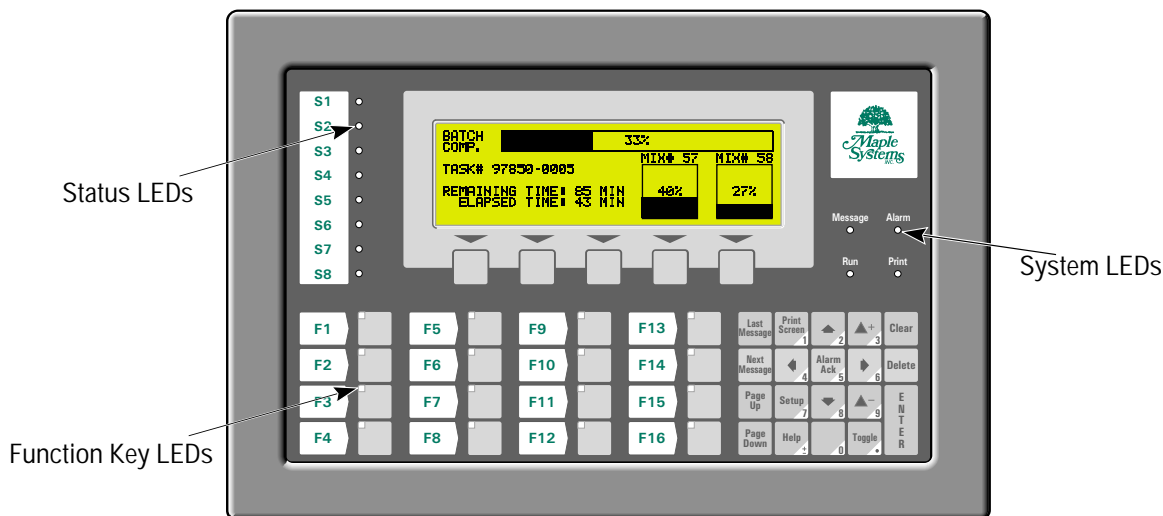 S1
S2
S3
S4
S5
S6
S7
S8
BATCH
COMP.
33%
TASK# 97850-0005
MIX# 57
MIX# 58
40%
27%
REMAINING TIME: 85 MIN
ELAPSED TIME: 43 MIN
Maple
Systems
INC.
Message
Alarm
Run
Print
Status LEDs
System LEDs
Function Key LEDs
F1
F5
F9
F13
F2
F6
F10
F14
F3
F7
F11
F15
F4
F8
F12
F16
Last
Message
Print
Screen
1
2
+
3
Clear
Next
Message
4
Alarm
Ack
5
6
Delete
Page
Up
Setup
7
8
−
9
ENTER
Page
Down
Help
±
0
Toggle
•